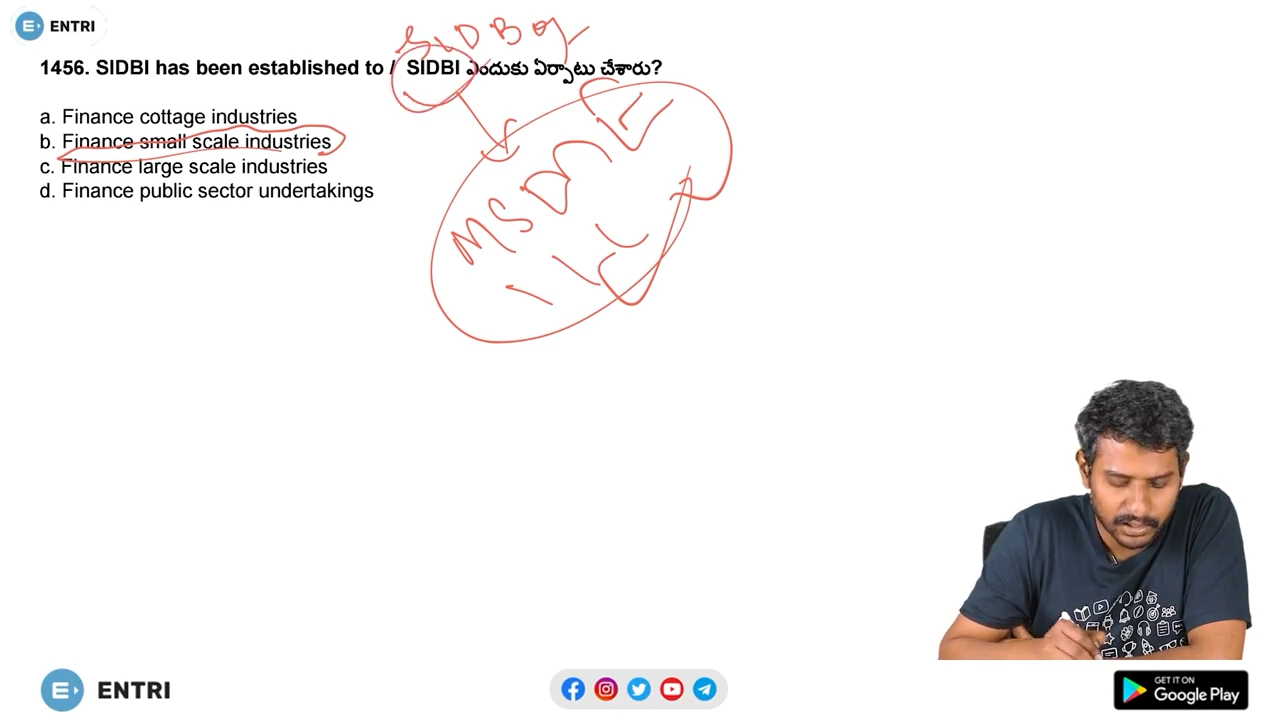 ENTRI
SIDBI
1456. SIDBI has been established to / SIDBI ఎందుకు ఏర్పాటు చేశారు?
a. Finance cottage industries
b. Finance small scale industries
c. Finance large scale industries
d. Finance public sector undertakings
ENTRI
GET IT ON
Google Play